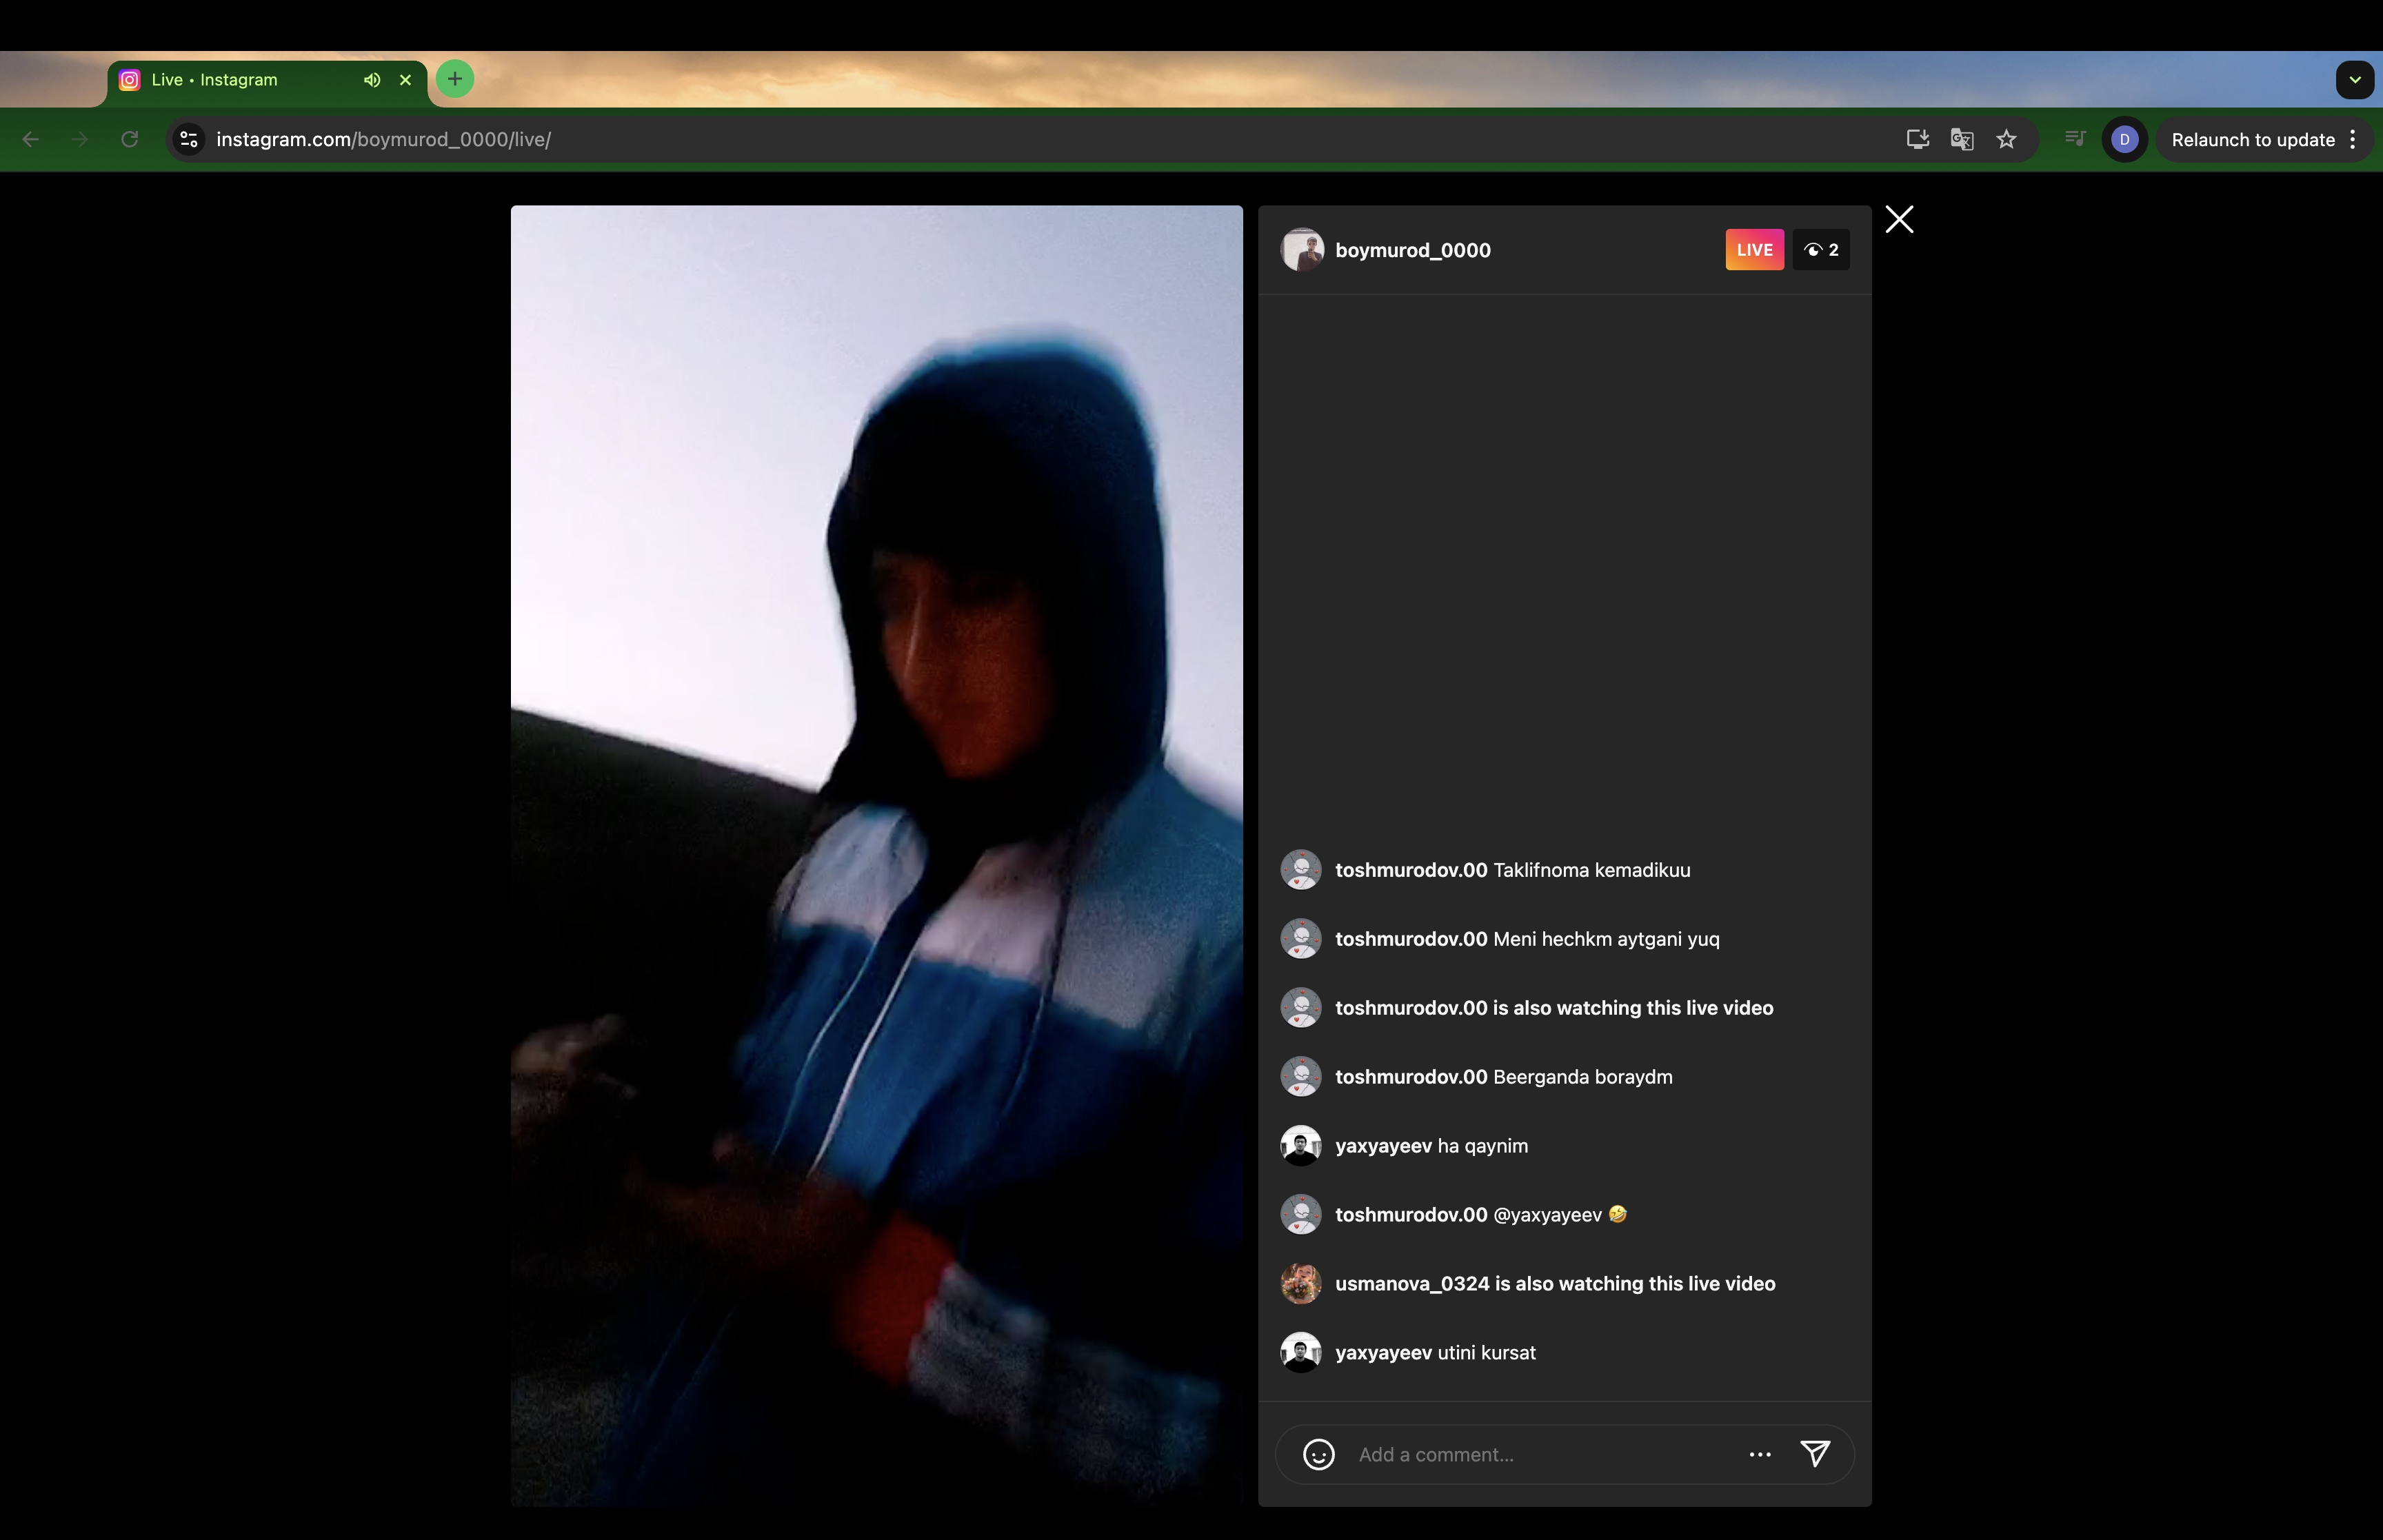 Live • Instagram
instagram.com/boymurod_0000/live/
D
Relaunch to update
boymurod_0000
LIVE
2
toshmurodov.00 Taklifnoma kemadikuu
toshmurodov.00 Meni hechkm aytgani yuq
toshmurodov.00 is also watching this live video
toshmurodov.00 Beerganda boraydm
yaxyayeev ha qaynim
toshmurodov.00 @yaxyayeev 🤣
usmanova_0324 is also watching this live video
yaxyayeev utini kursat
Add a comment...